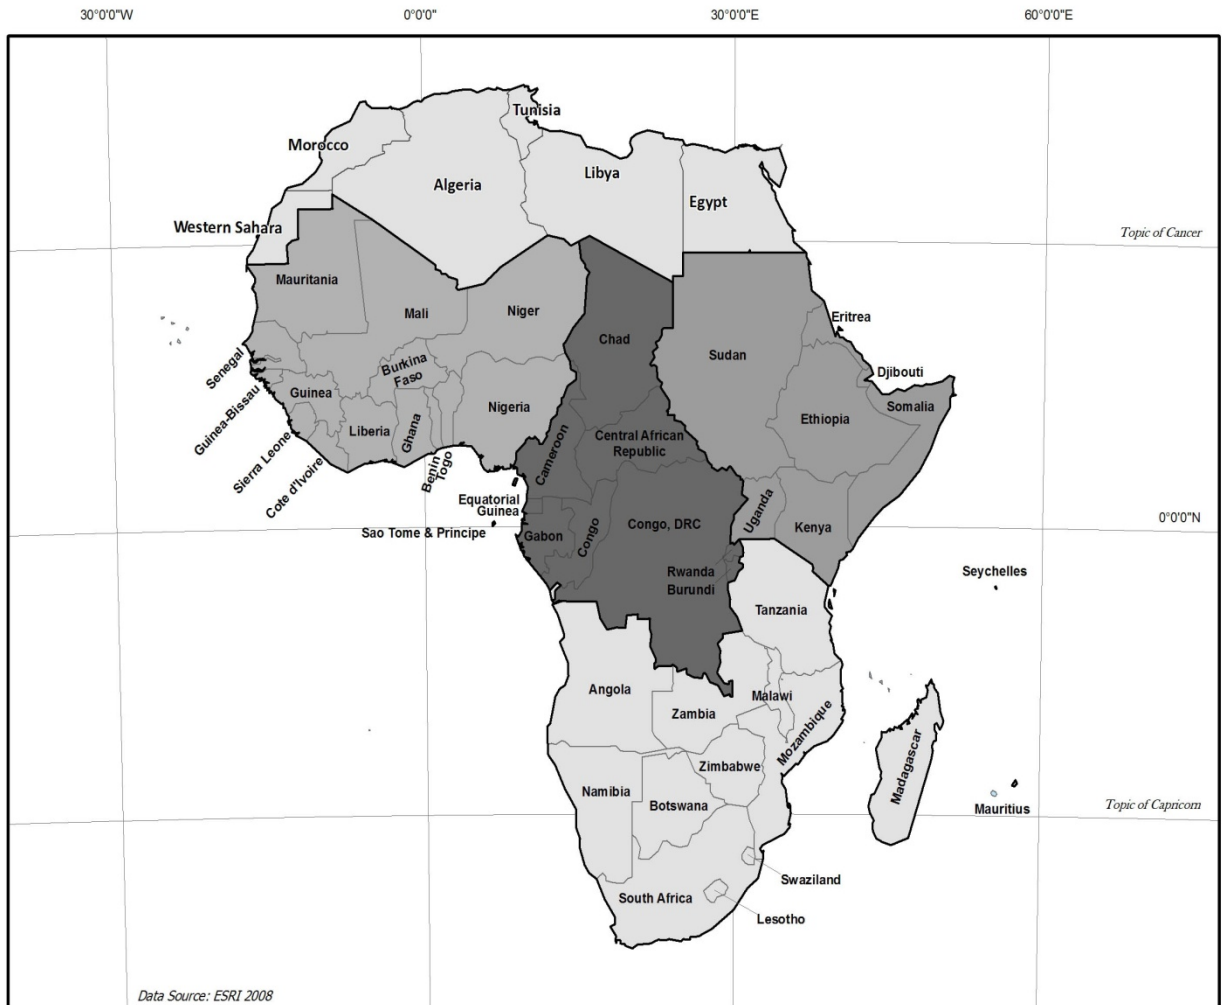 30°0'0"W
0°0'0"
30°0'0"E
60°0'0"E
Tunisia
Morocco
Algeria
Libya
Egypt
Western Sahara
Topic of Cancer
Mauritania
Mali
Niger
Chad
Sudan
Eritrea
Senegal
Burkina
Faso
Djibouti
Guinea
Guinea-Bissau
Nigeria
Ethiopia
Somalia
Liberia
Ghana
Cameroon
Central African
Republic
Sierra Leone
Cote d'Ivoire
Benin
Togo
Equatorial
Guinea
Uganda
Kenya
0°0'0"N
Sao Tome & Principe
Gabon
Congo
Congo, DRC
Rwanda
Burundi
Seychelles
Tanzania
Angola
Malawi
Zambia
Mozambique
Zimbabwe
Madagascar
Namibia
Botswana
Mauritius
Topic of Capricorn
Swaziland
South Africa
Lesotho
Data Source: ESRI 2008